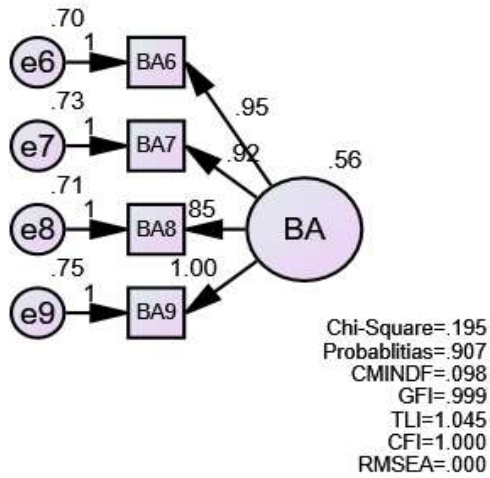 .70
1
e6
BA6
.95
.73
1
e7
BA7
.92
.56
.71
1
e8
BA8
.85
BA
.75
1
e9
BA9
1.00
Chi-Square=.195
Probablitias=.907
CMINDF=.098
GFI=.999
TLI=1.045
CFI=1.000
RMSEA=.000